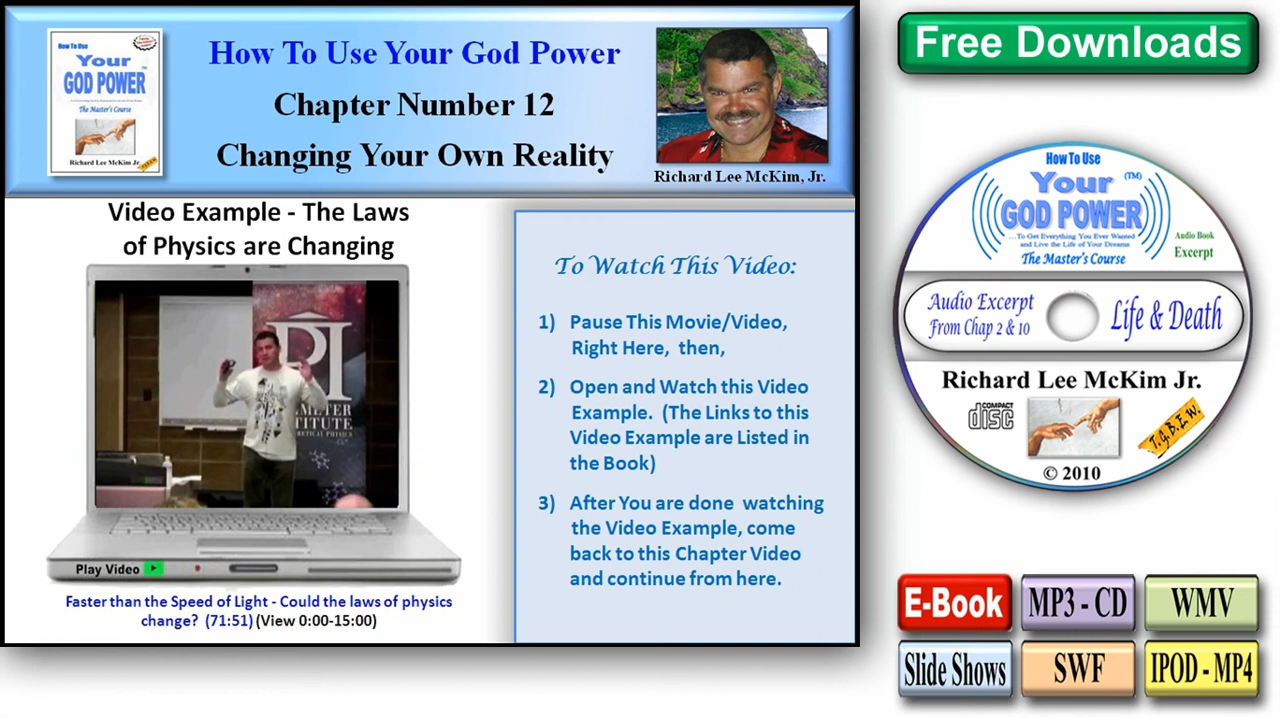 How To Use
Your
GOD POWER
The Master's Course
Richard Lee McKim Jr.
How To Use Your God Power
Chapter Number 12
Changing Your Own Reality
Richard Lee McKim, Jr.
Video Example - The Laws
of Physics are Changing
PI
METER
STITUTE
RETICAL PHYSICS
Play Video
Faster than the Speed of Light - Could the laws of physics
change? (71:51) (View 0:00-15:00)
To Watch This Video:
1) Pause This Movie/Video,
Right Here, then,
2) Open and Watch this Video
Example. (The Links to this
Video Example are Listed in
the Book)
3) After You are done watching
the Video Example, come
back to this Chapter Video
and continue from here.
Free Downloads
How To Use
Your (TM)
GOD POWER
...To Get Everything You Ever Wanted
and Live the Life of Your Dreams
The Master's Course
Audio Book
Excerpt
Audio Excerpt
From Chap 2 & 10
Life & Death
Richard Lee McKim Jr.
COMPACT
disc
T.G.B.E.W.
© 2010
E-Book MP3 - CD WMV
Slide Shows SWF IPOD - MP4